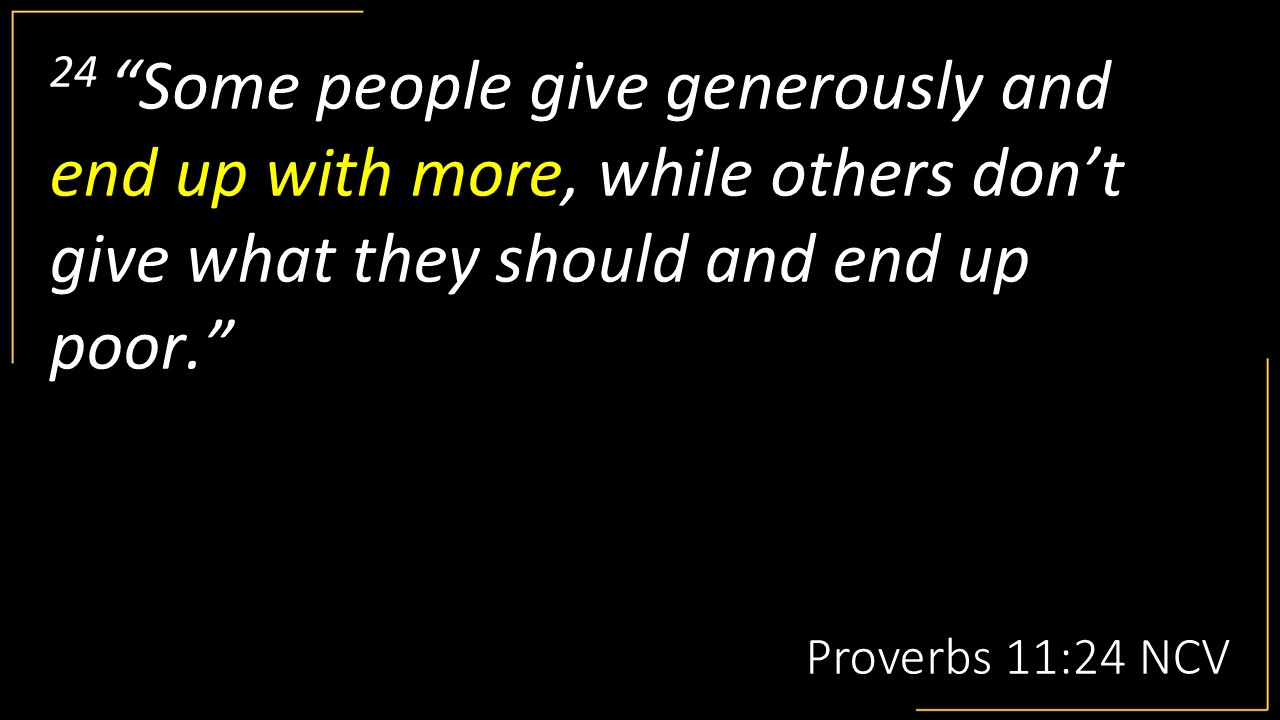 24 “Some people give generously and
end up with more, while others don’t
give what they should and end up
poor.”
Proverbs 11:24 NCV